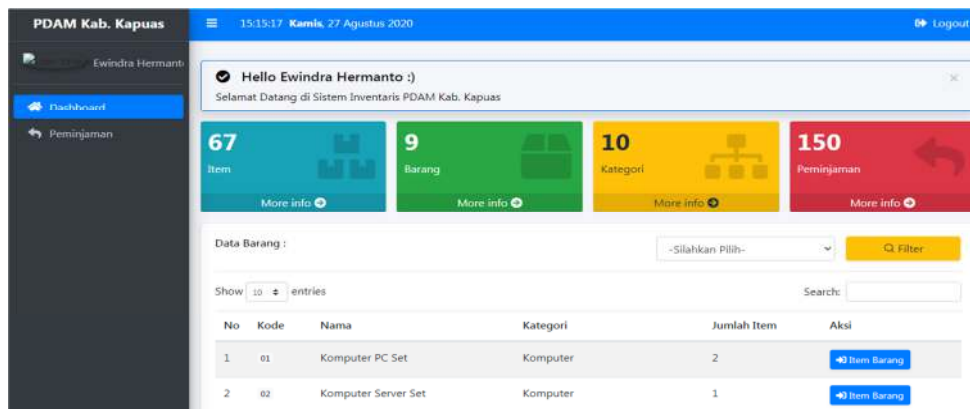 PDAM Kab. Kapuas
15:15:17 Kamis, 27 Agustus 2020
Logout
Ewindra Hermant
Dashboard
Peminjaman
Hello Ewindra Hermanto :)
×
Selamat Datang di Sistem Inventaris PDAM Kab. Kapuas
67
Item
More info
9
Barang
More info
10
Kategori
More info
150
Peminjaman
More info
Data Barang :
-Silahkan Pilih-
Filter
Show 10 entries
Search:
No Kode Nama Kategori Jumlah Item Aksi
1 01 Komputer PC Set Komputer 2 Item Barang
2 02 Komputer Server Set Komputer 1 Item Barang